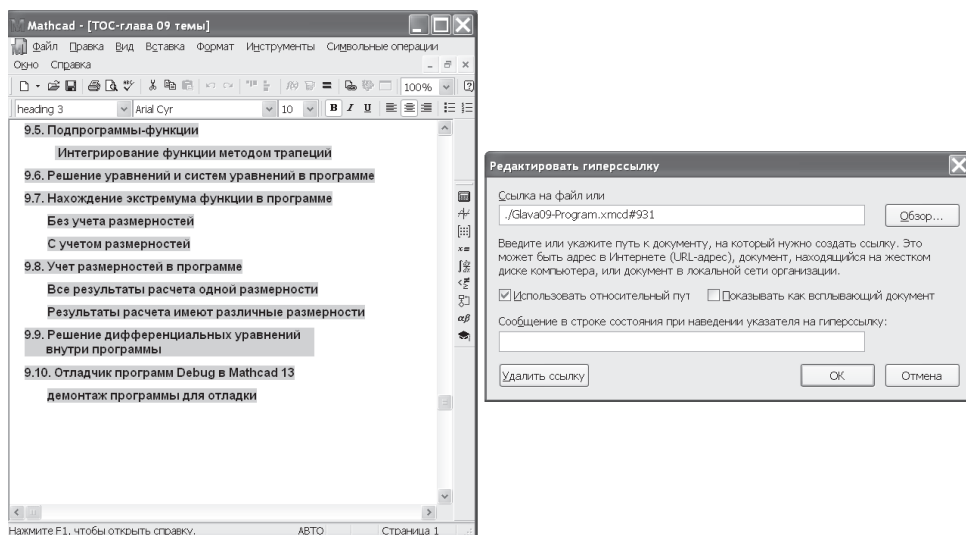 Mathcad - [TOC-глава 09 темы]
Файл Правка Вид Вставка Формат Инструменты Символьные операции
Окно Справка
100%
heading 3 Arial Cyr 10 B I U
9.5. Подпрограммы-функции
Интегрирование функции методом трапеций
9.6. Решение уравнений и систем уравнений в программе
9.7. Нахождение экстремума функции в программе
Без учета размерностей
С учетом размерностей
9.8. Учет размерностей в программе
Все результаты расчета одной размерности
Результаты расчета имеют различные размерности
9.9. Решение дифференциальных уравнений
внутри программы
9.10. Отладчик программ Debug в Mathcad 13
демонтаж программы для отладки
Нажмите F1, чтобы открыть справку. АВТО Страница 1
Редактировать гиперссылку
Ссылка на файл или
./Glava09-Program.xmcd#931
Обзор...
Введите или укажите путь к документу, на который нужно создать ссылку. Это
может быть адрес в Интернете (URL-адрес), документ, находящийся на жестком
диске компьютера, или документ в локальной сети организации.
Использовать относительный пут Показывать как всплывающий документ
Сообщение в строке состояния при наведении указателя на гиперссылку:
Удалить ссылку OK Отмена